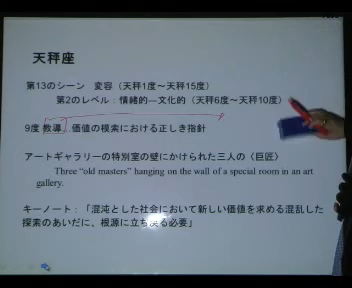 天秤座
第13のシーン 変容（天秤1度～天秤15度）
第2のレベル：情緒的―文化的（天秤6度～天秤10度）
9度 教導 価値の模索における正しき指針
アートギャラリーの特別室の壁にかけられた三人の〈巨匠〉
Three "old masters" hanging on the wall of a special room in an art
gallery.
キーノート：「混沌とした社会において新しい価値を求める混乱した
探索のあいだに、根源に立ち戻る必要」